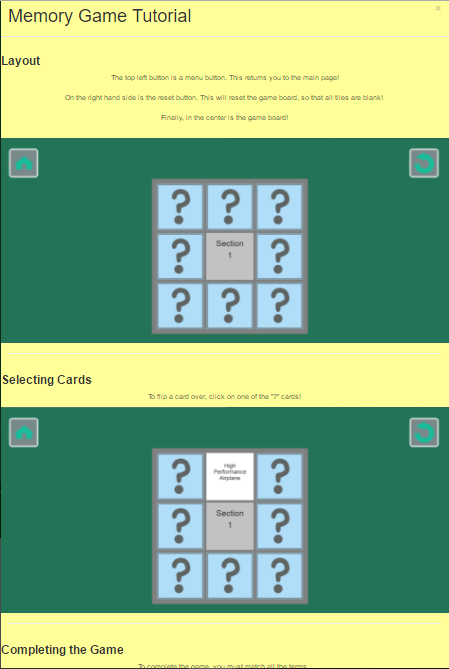 Memory Game Tutorial
×
Layout
The top left button is a menu button. This returns you to the main page!
On the right hand side is the reset button. This will reset the game board, so that all tiles are blank!
Finally, in the center is the game board!
? ? ?
? Section 1 ?
? ? ?
Selecting Cards
To flip a card over, click on one of the "?" cards!
? High Performance Airplane ?
? Section 1 ?
? ? ?
Completing the Game
To complete the game, you must match all the terms